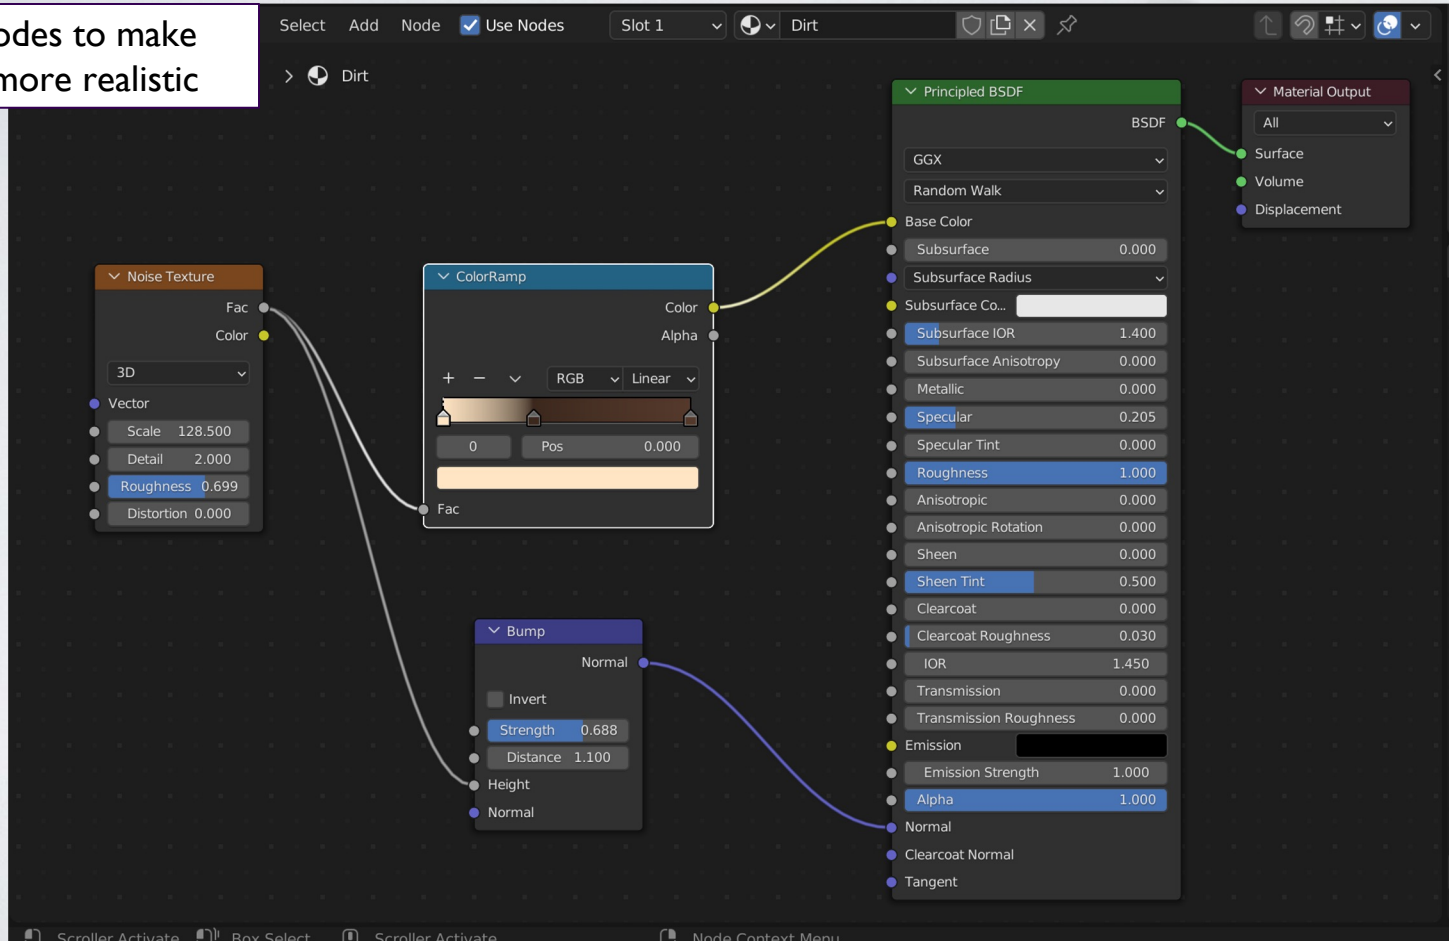 odes to make
more realistic
Select Add Node Use Nodes Slot 1 Dirt
Dirt
Noise Texture
Fac
Color
3D
Vector
Scale 128.500
Detail 2.000
Roughness 0.699
Distortion 0.000
ColorRamp
Color
Alpha
+ − RGB Linear
0 Pos 0.000
Fac
Bump
Normal
Invert
Strength 0.688
Distance 1.100
Height
Normal
Principled BSDF
BSDF
GGX
Random Walk
Base Color
Subsurface 0.000
Subsurface Radius
Subsurface Co...
Subsurface IOR 1.400
Subsurface Anisotropy 0.000
Metallic 0.000
Specular 0.205
Specular Tint 0.000
Roughness 1.000
Anisotropic 0.000
Anisotropic Rotation 0.000
Sheen 0.000
Sheen Tint 0.500
Clearcoat 0.000
Clearcoat Roughness 0.030
IOR 1.450
Transmission 0.000
Transmission Roughness 0.000
Emission
Emission Strength 1.000
Alpha 1.000
Normal
Clearcoat Normal
Tangent
Material Output
All
Surface
Volume
Displacement
Scroller Activate Box Select Scroller Activate Node Context Menu